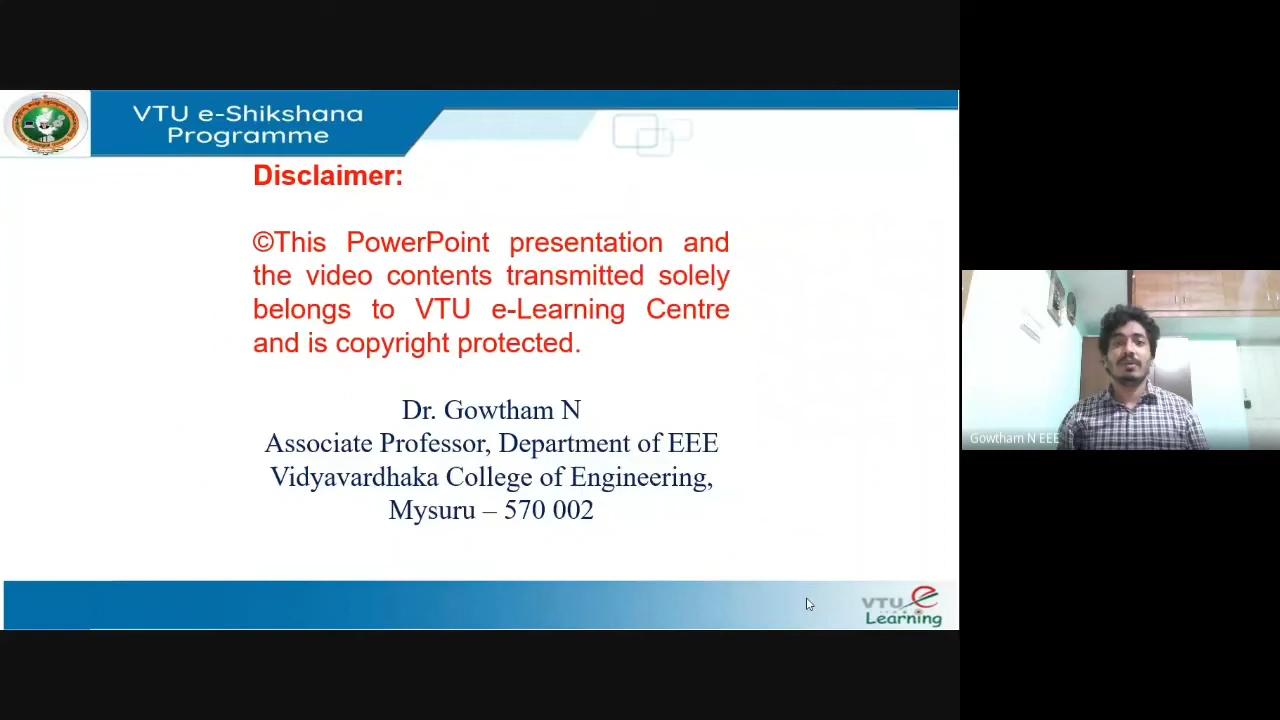 VTU e-Shikshana
Programme
Disclaimer:
©This PowerPoint presentation and
the video contents transmitted solely
belongs to VTU e-Learning Centre
and is copyright protected.
Dr. Gowtham N
Associate Professor, Department of EEE
Vidyavardhaka College of Engineering,
Mysuru – 570 002
VTU e
Learning
Gowtham N EEE